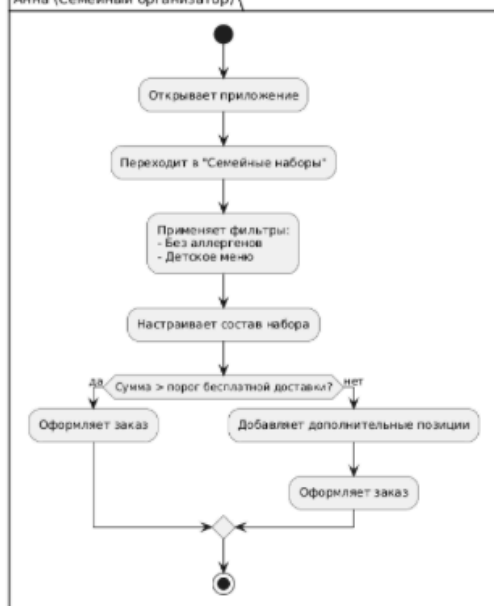 Анна (Семейный организатор)
Открывает приложение
Переходит в "Семейные наборы"
Применяет фильтры:
- Без аллергенов
- Детское меню
Настраивает состав набора
да
Сумма > порог бесплатной доставки?
нет
Оформляет заказ
Добавляет дополнительные позиции
Оформляет заказ